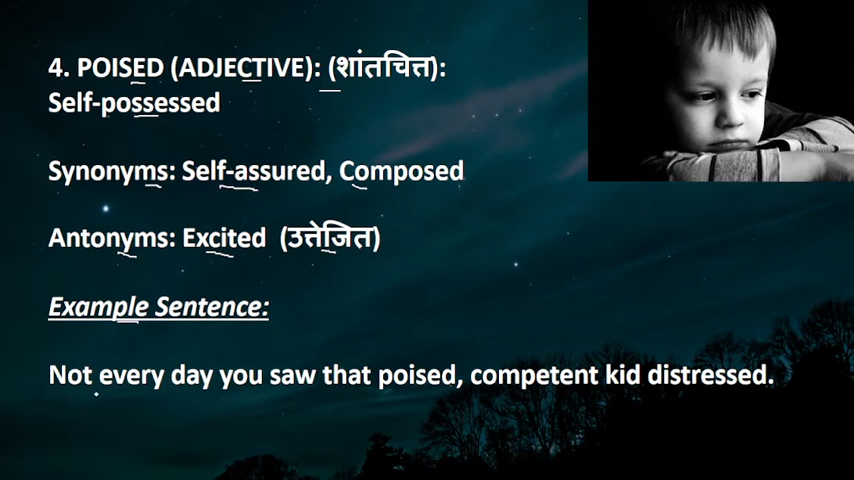 4. POISED (ADJECTIVE): (शांतचित्त):
Self-possessed
Synonyms: Self-assured, Composed
Antonyms: Excited (उत्तेजित)
Example Sentence:
Not every day you saw that poised, competent kid distressed.